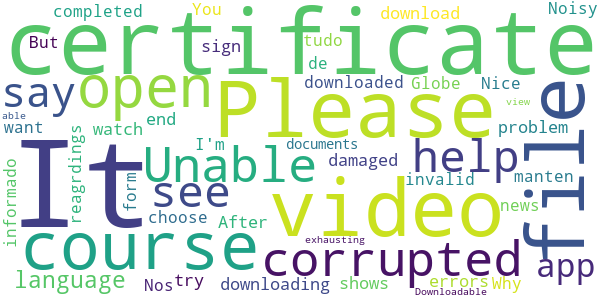 completed You download Noisy
But sign tudo
certificate
de
say open downloaded Globe Nice
Please file
want watch end problem
It Unable help
I'm documents
able view
informado reagrdings form see damaged invalid manten
choose After video news
course exhausting corrupted app
language Nos try downloading shows errors Why
Downloadable